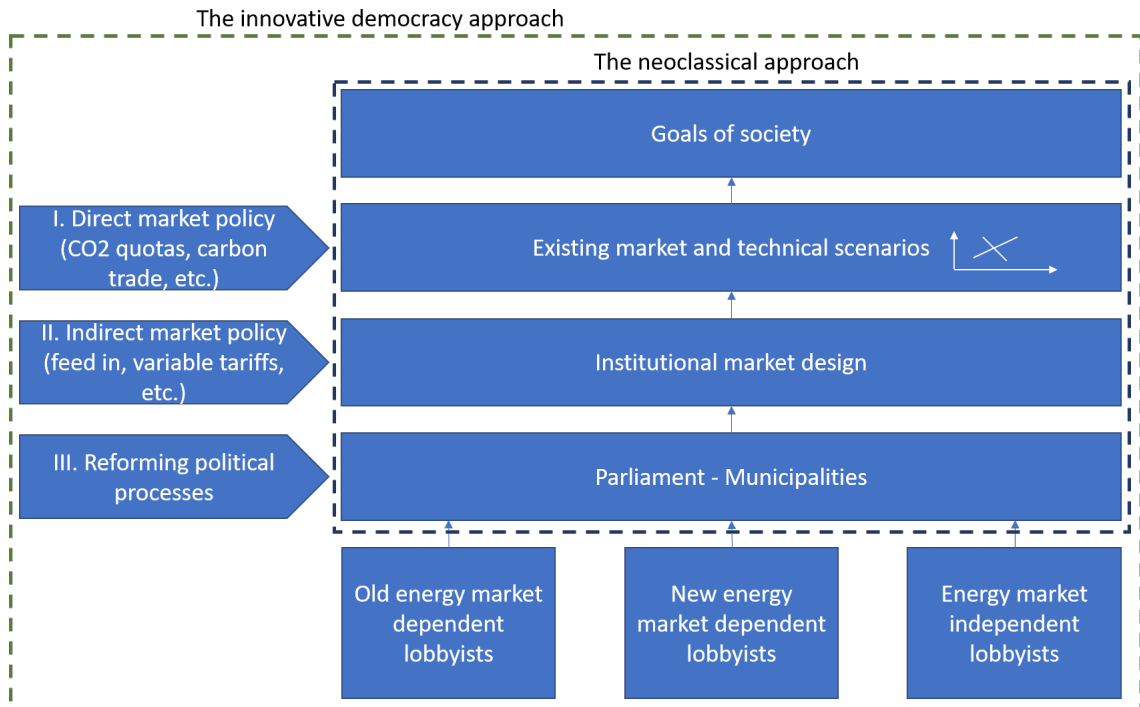 The innovative democracy approach
The neoclassical approach
Goals of society
I. Direct market policy
(CO2 quotas, carbon
trade, etc.)
Existing market and technical scenarios
II. Indirect market policy
(feed in, variable tariffs,
etc.)
Institutional market design
III. Reforming political
processes
Parliament - Municipalities
Old energy market
dependent
lobbyists
New energy
market dependent
lobbyists
Energy market
independent
lobbyists